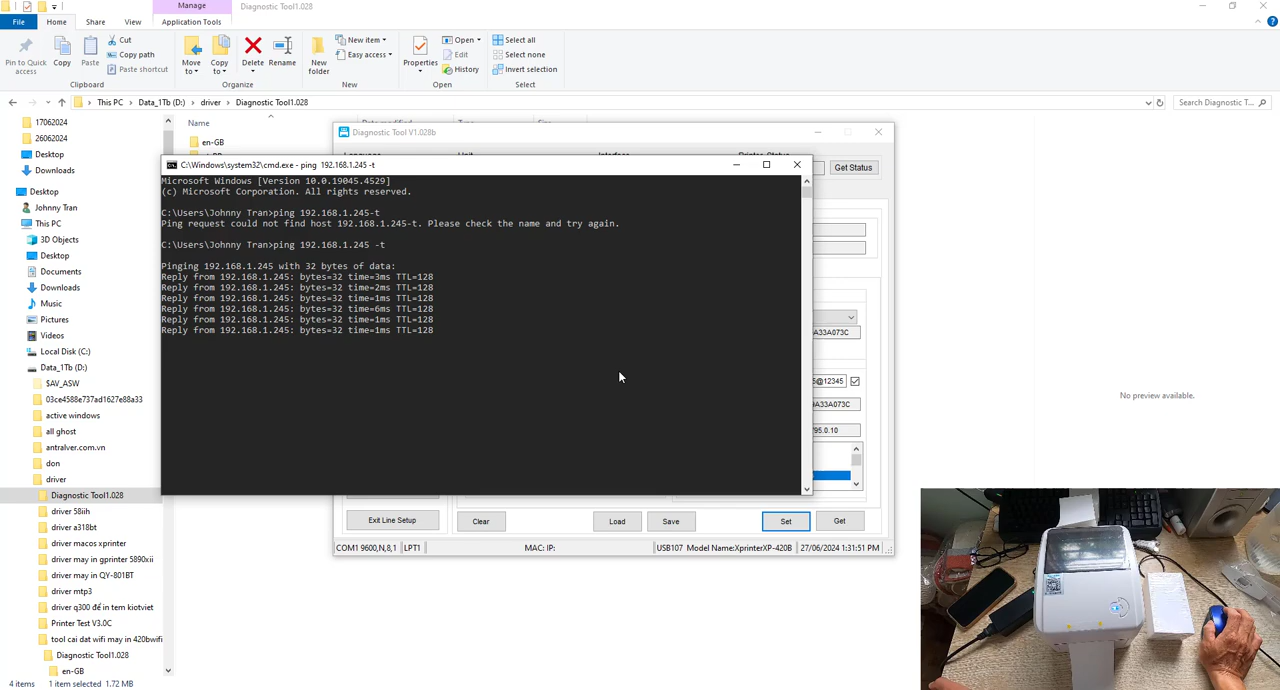 Manage
Diagnostic Tool1.028
File
Home
Share
View
Application Tools
Pin to Quick access
Copy
Paste
Cut
Copy path
Paste shortcut
Clipboard
Move to
Copy to
Delete
Rename
Organize
New folder
New item
Easy access
New
Properties
Open
Edit
History
Open
Select all
Select none
Invert selection
Select
This PC > Data_1Tb (D:) > driver > Diagnostic Tool1.028
Search Diagnostic T...
17062024
26062024
Desktop
Downloads
Desktop
Johnny Tran
This PC
3D Objects
Desktop
Documents
Downloads
Music
Pictures
Videos
Local Disk (C:)
Data_1Tb (D:)
$AV_ASW
03ce4588e737ad1627e88a33
active windows
all ghost
antralver.com.vn
don
driver
Diagnostic Tool1.028
driver 58iih
driver a318bt
driver macos xprinter
driver may in gprinter 5890xii
driver may in QY-801BT
driver mtp3
driver q300 để in tem kiotviet
Printer Test V3.0C
tool cai dat wifi may in 420bwifi
Diagnostic Tool1.028
en-GB
4 items
1 item selected 1.72 MB
Name
en-GB
Diagnostic Tool V1.028b
Get Status
C:\Windows\system32\cmd.exe - ping 192.168.1.245 -t
Microsoft Windows [Version 10.0.19045.4529]
(c) Microsoft Corporation. All rights reserved.
C:\Users\Johnny Tran>ping 192.168.1.245-t
Ping request could not find host 192.168.1.245-t. Please check the name and try again.
C:\Users\Johnny Tran>ping 192.168.1.245 -t
Pinging 192.168.1.245 with 32 bytes of data:
Reply from 192.168.1.245: bytes=32 time=3ms TTL=128
Reply from 192.168.1.245: bytes=32 time=2ms TTL=128
Reply from 192.168.1.245: bytes=32 time=1ms TTL=128
Reply from 192.168.1.245: bytes=32 time=6ms TTL=128
Reply from 192.168.1.245: bytes=32 time=1ms TTL=128
Reply from 192.168.1.245: bytes=32 time=1ms TTL=128
A33A073C
5@12345
A33A073C
95.0.10
Exit Line Setup
Clear
Load
Save
Set
Get
COM1 9600,N,8,1
LPT1
MAC: IP:
USB107 Model Name:XprinterXP-420B
27/06/2024 1:31:51 PM
No preview available.